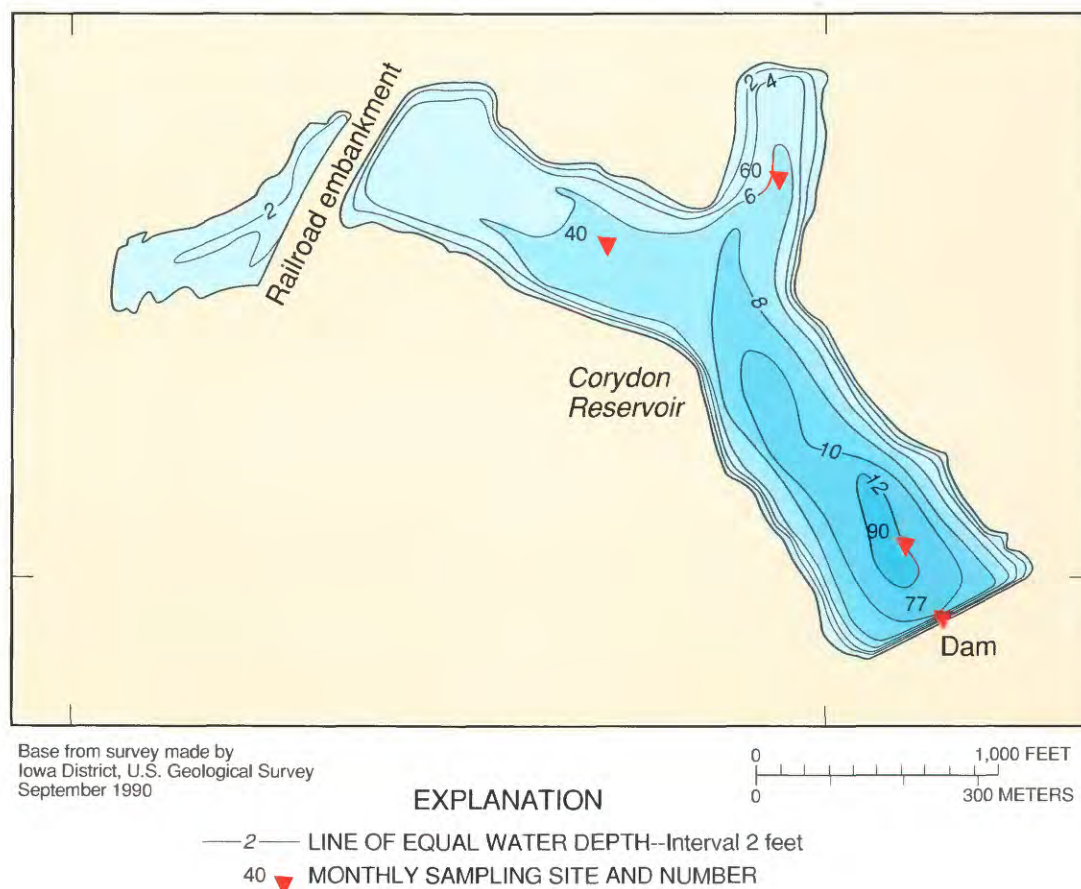 Railroad embankment
2
2 4
60
6
40
8
Corydon
Reservoir
10
12
90
77
Dam
Base from survey made by
Iowa District, U.S. Geological Survey
September 1990
0 1,000 FEET
0 300 METERS
EXPLANATION
—2— LINE OF EQUAL WATER DEPTH--Interval 2 feet
40 MONTHLY SAMPLING SITE AND NUMBER